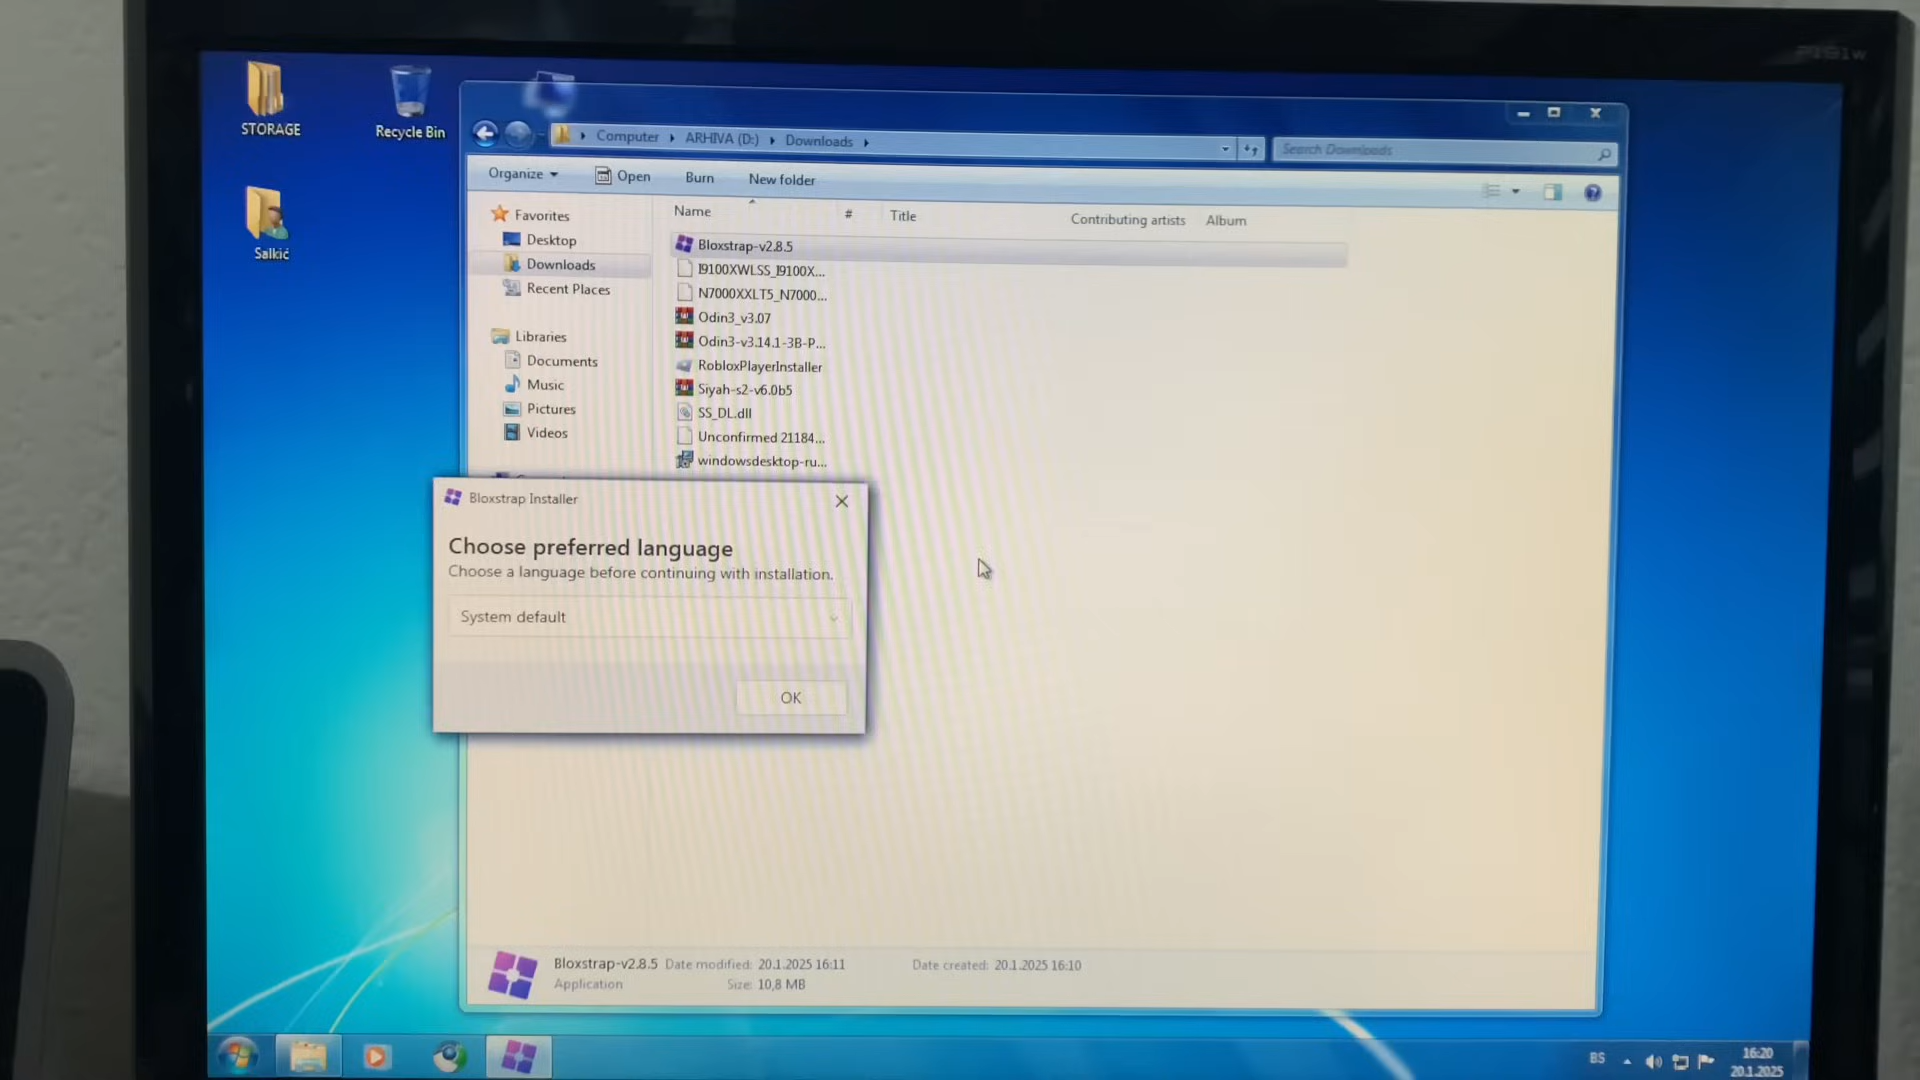 P191w
STORAGE
Recycle Bin
Salkić
Computer
ARHIVA (D:)
Downloads
Search Downloads
Organize
Open
Burn
New folder
Favorites
Desktop
Downloads
Recent Places
Libraries
Documents
Music
Pictures
Videos
Name
#
Title
Contributing artists
Album
Bloxstrap-v2.8.5
I9100XWLSS_I9100X...
N7000XXLT5_N7000...
Odin3_v3.07
Odin3-v3.14.1-3B-P...
RobloxPlayerInstaller
Siyah-s2-v6.0b5
SS_DL.dll
Unconfirmed 21184...
windowsdesktop-ru...
Bloxstrap Installer
Choose preferred language
Choose a language before continuing with installation.
System default
OK
Bloxstrap-v2.8.5 Date modified: 20.1.2025 16:11 Date created: 20.1.2025 16:10
Application Size: 10,8 MB
BS
16:20
20.1.2025